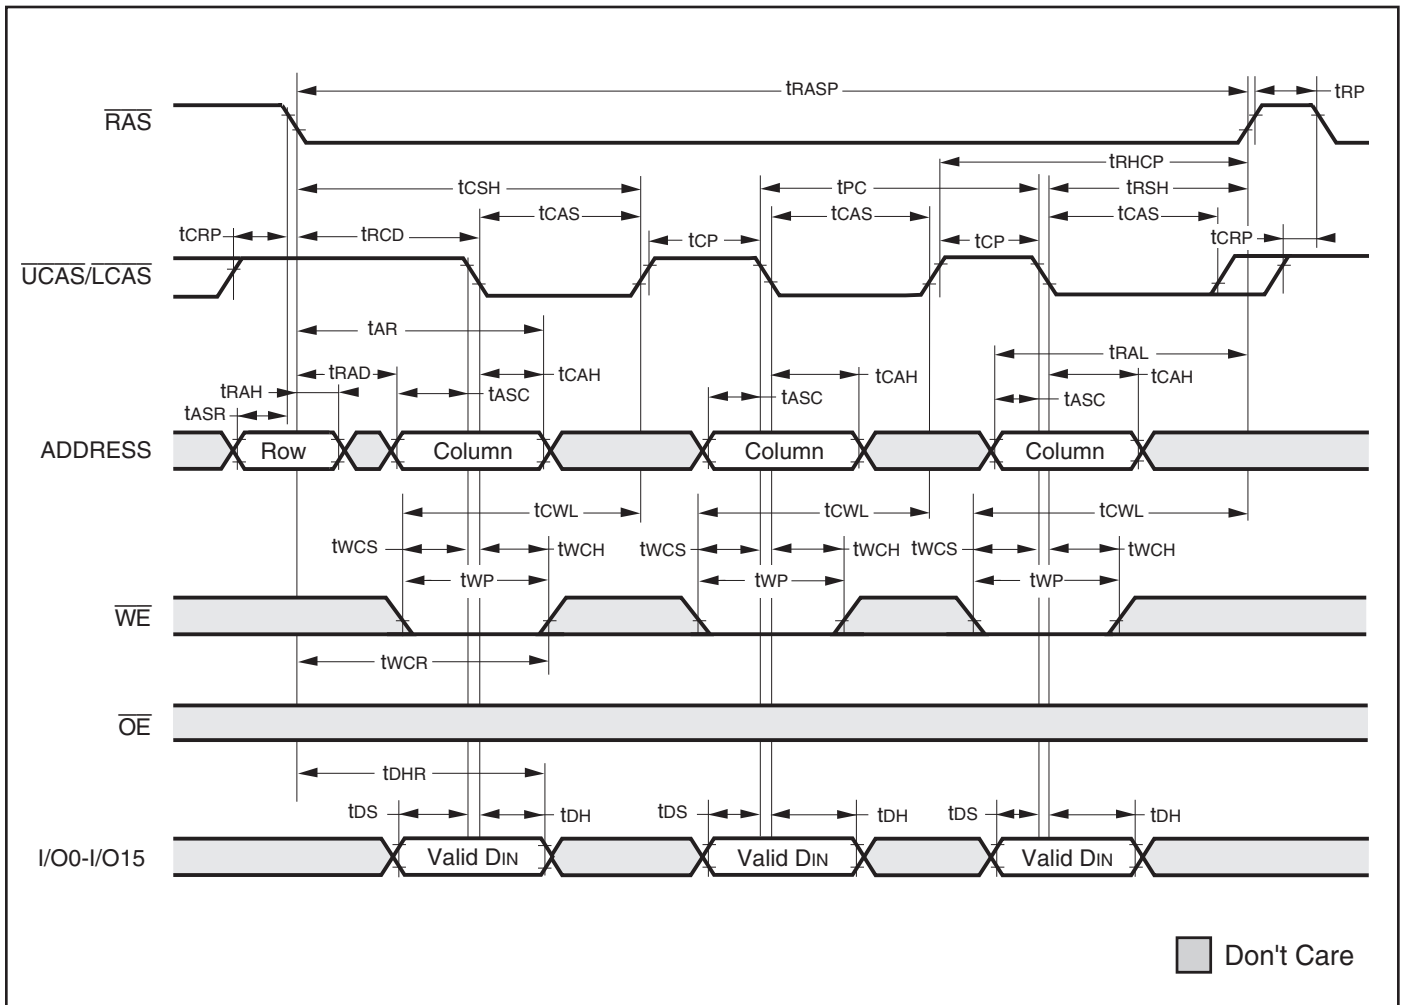 tRASP
tRP
RAS
tRHCP
tCSH
tPC
tRSH
tCAS
tCAS
tCAS
tCRP
tRCD
tCP
tCP
tCRP
UCAS/LCAS
tAR
tRAL
tRAD
tCAH
tCAH
tCAH
tRAH
tASC
tASC
tASC
tASR
ADDRESS
Row
Column
Column
Column
tCWL
tCWL
tCWL
tWCS
tWCH
tWCS
tWCH
tWCS
tWCH
tWP
tWP
tWP
WE
tWCR
OE
tDHR
tDS
tDH
tDS
tDH
tDS
tDH
I/O0-I/O15
Valid DIN
Valid DIN
Valid DIN
Don't Care